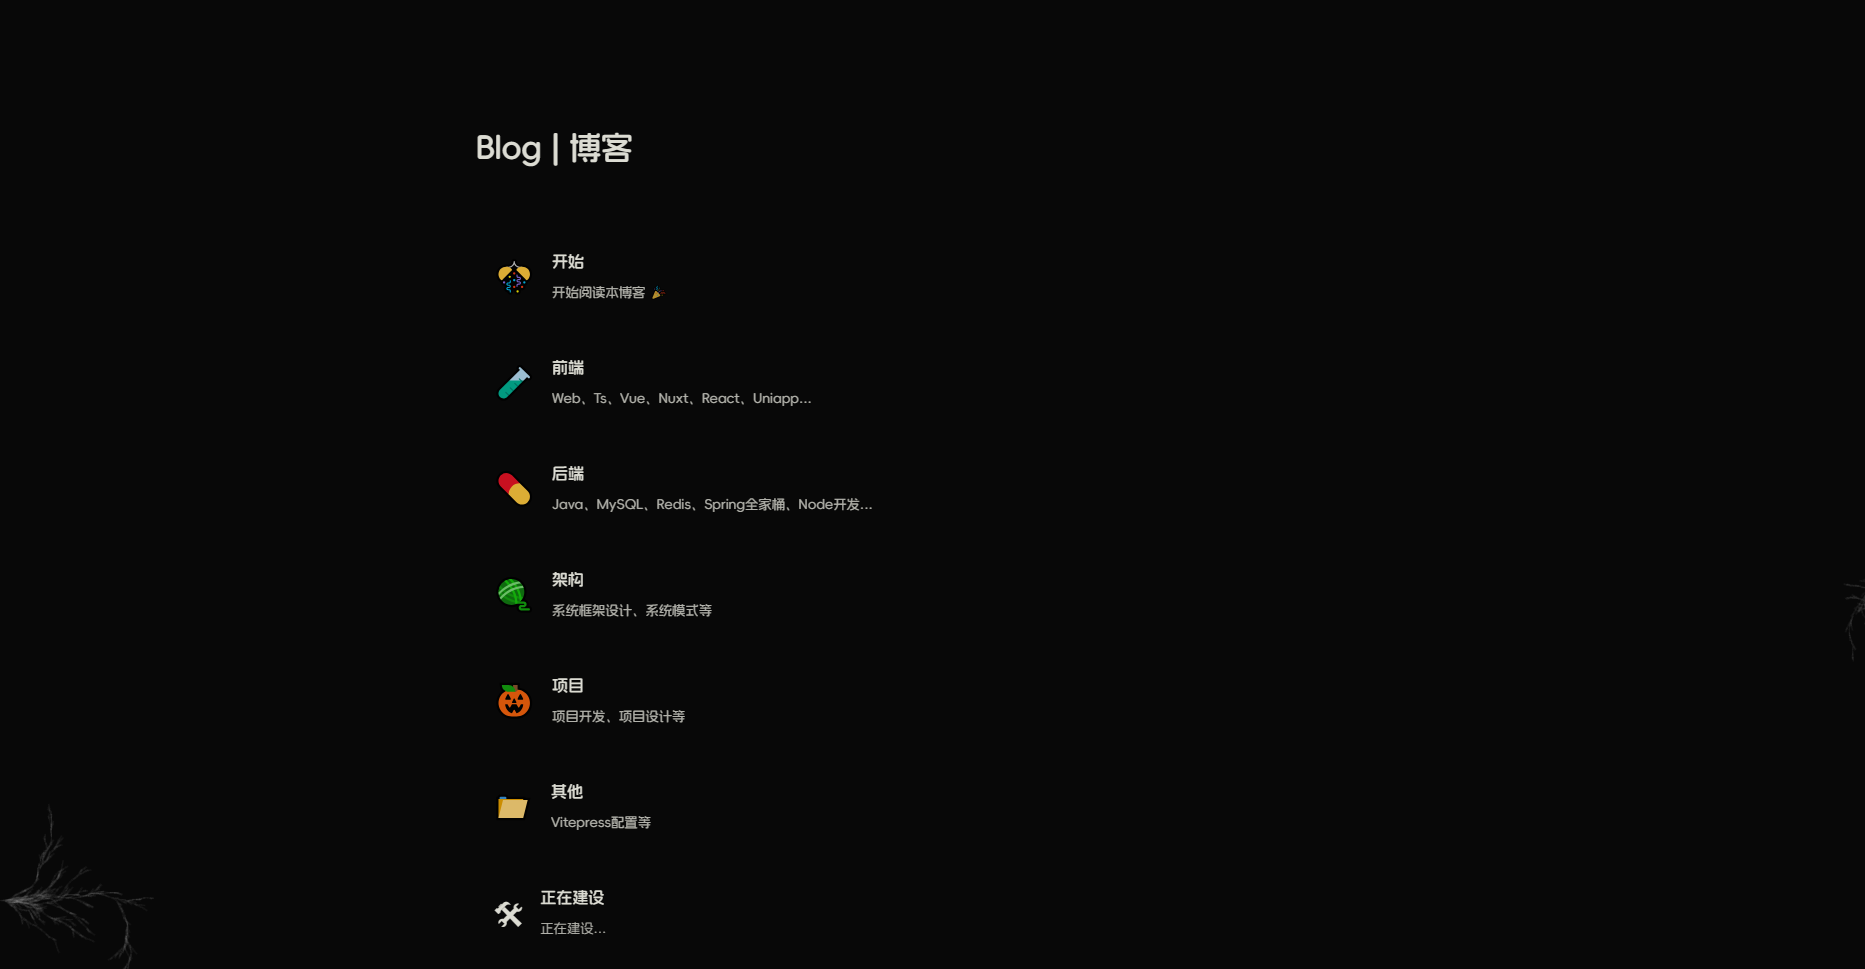 Blog | 博客
开始
开始阅读本博客 🎉
前端
Web、Ts、Vue、Nuxt、React、Uniapp...
后端
Java、MySQL、Redis、Spring全家桶、Node开发...
架构
系统框架设计、系统模式等
项目
项目开发、项目设计等
其他
Vitepress配置等
正在建设
正在建设...